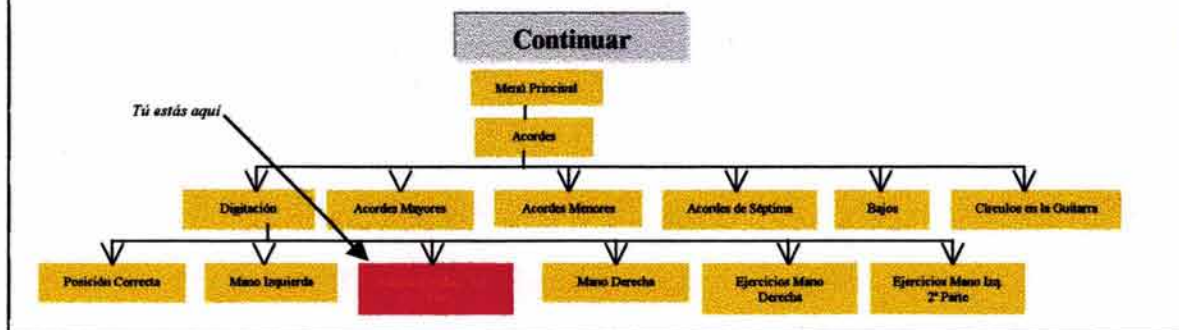 Continuar
Menú Principal
Tú estás aquí
Acordes
Digitación
Acordes Mayores
Acordes Menores
Acordes de Séptima
Bajos
Círculos en la Guitarra
Posición Correcta
Mano Izquierda
Mano Derecha
Ejercicios Mano
Derecha
Ejercicios Mano Izq.
2ª Parte